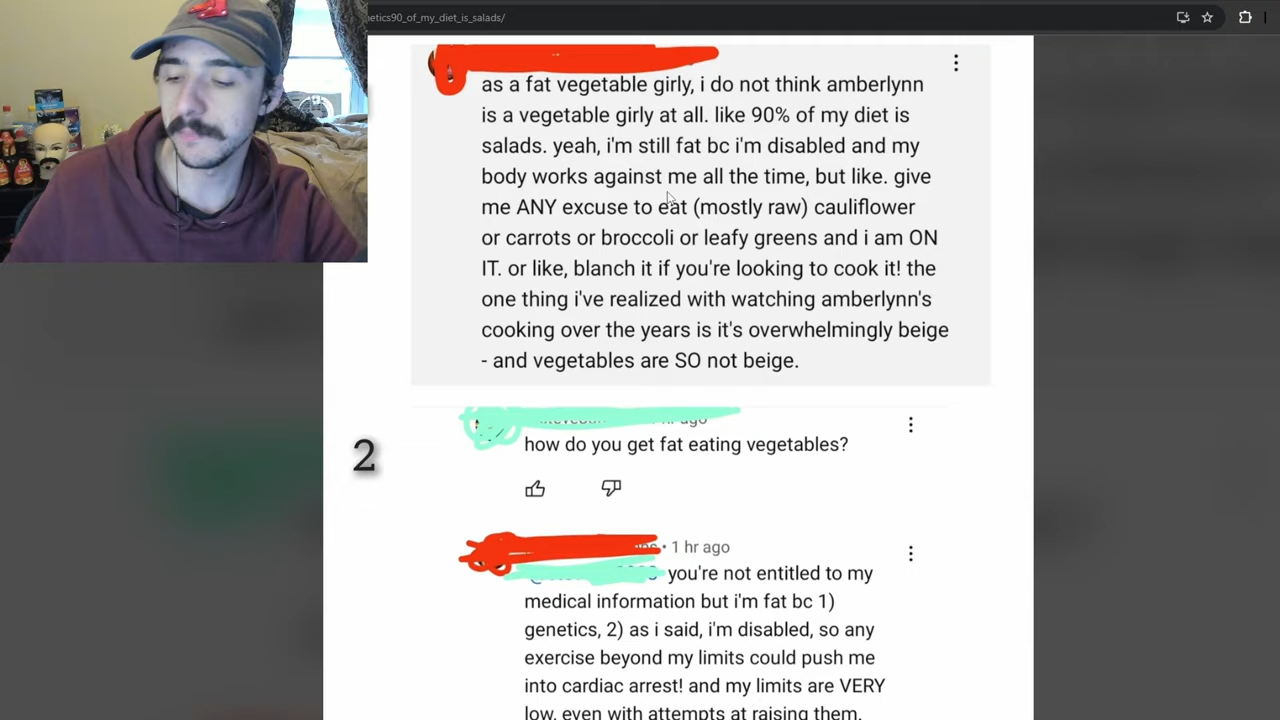 etics90_of_my_diet_is_salads/
as a fat vegetable girly, i do not think amberlynn
is a vegetable girly at all. like 90% of my diet is
salads. yeah, i'm still fat bc i'm disabled and my
body works against me all the time, but like. give
me ANY excuse to eat (mostly raw) cauliflower
or carrots or broccoli or leafy greens and i am ON
IT. or like, blanch it if you're looking to cook it! the
one thing i've realized with watching amberlynn's
cooking over the years is it's overwhelmingly beige
- and vegetables are SO not beige.
ago
how do you get fat eating vegetables?
2
• 1 hr ago
you're not entitled to my
medical information but i'm fat bc 1)
genetics, 2) as i said, i'm disabled, so any
exercise beyond my limits could push me
into cardiac arrest! and my limits are VERY
low, even with attempts at raising them.